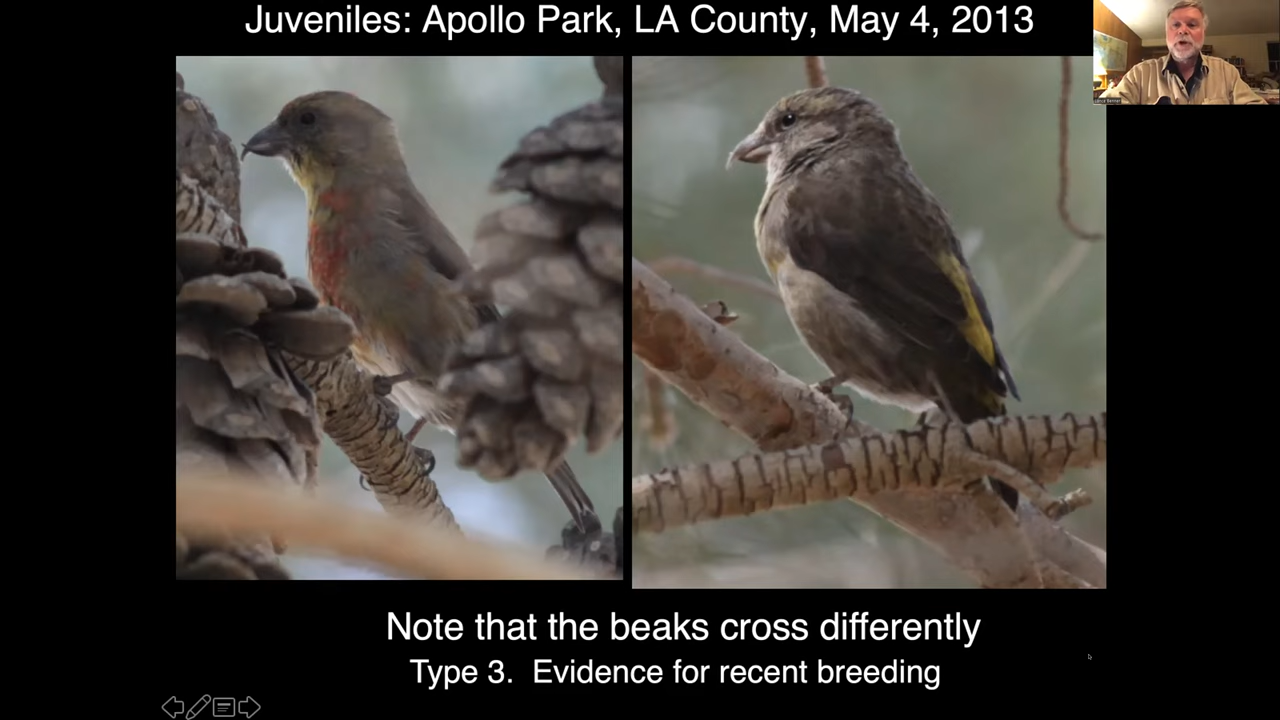 Juveniles: Apollo Park, LA County, May 4, 2013
Note that the beaks cross differently
Type 3. Evidence for recent breeding